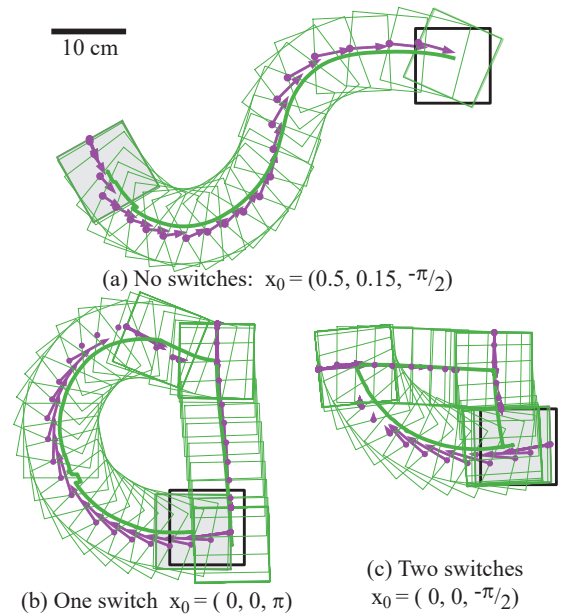 10 cm
(a) No switches: x₀ = (0.5, 0.15, -π/2)
(b) One switch x₀ = ( 0, 0, π)
(c) Two switches
x₀ = ( 0, 0, -π/2)